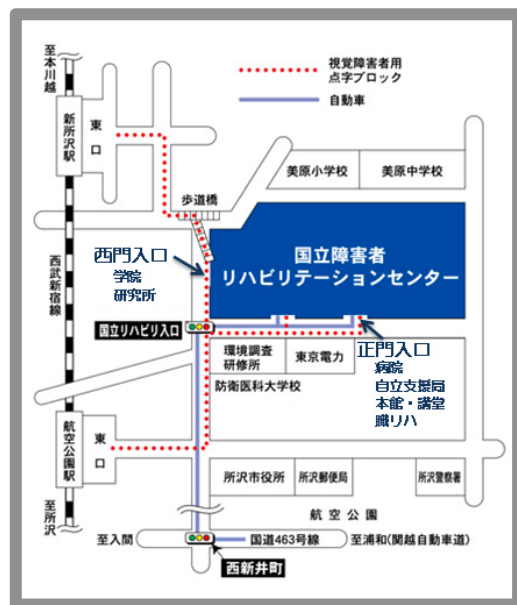 至本川越
新所沢駅
東口
視覚障害者用
点字ブロック
自動車
美原小学校
美原中学校
歩道橋
西門入口
学院
研究所
国立障害者
リハビリテーションセンター
西武新宿線
国立リハビリ入口
環境調査
研修所
東京電力
正門入口
病院
自立支援局
本館・講堂
職リハ
防衛医科大学校
航空公園駅
東口
所沢市役所
所沢郵便局
所沢警察署
至所沢
航空公園
至入間
国道463号線
至浦和(関越自動車道)
西新井町